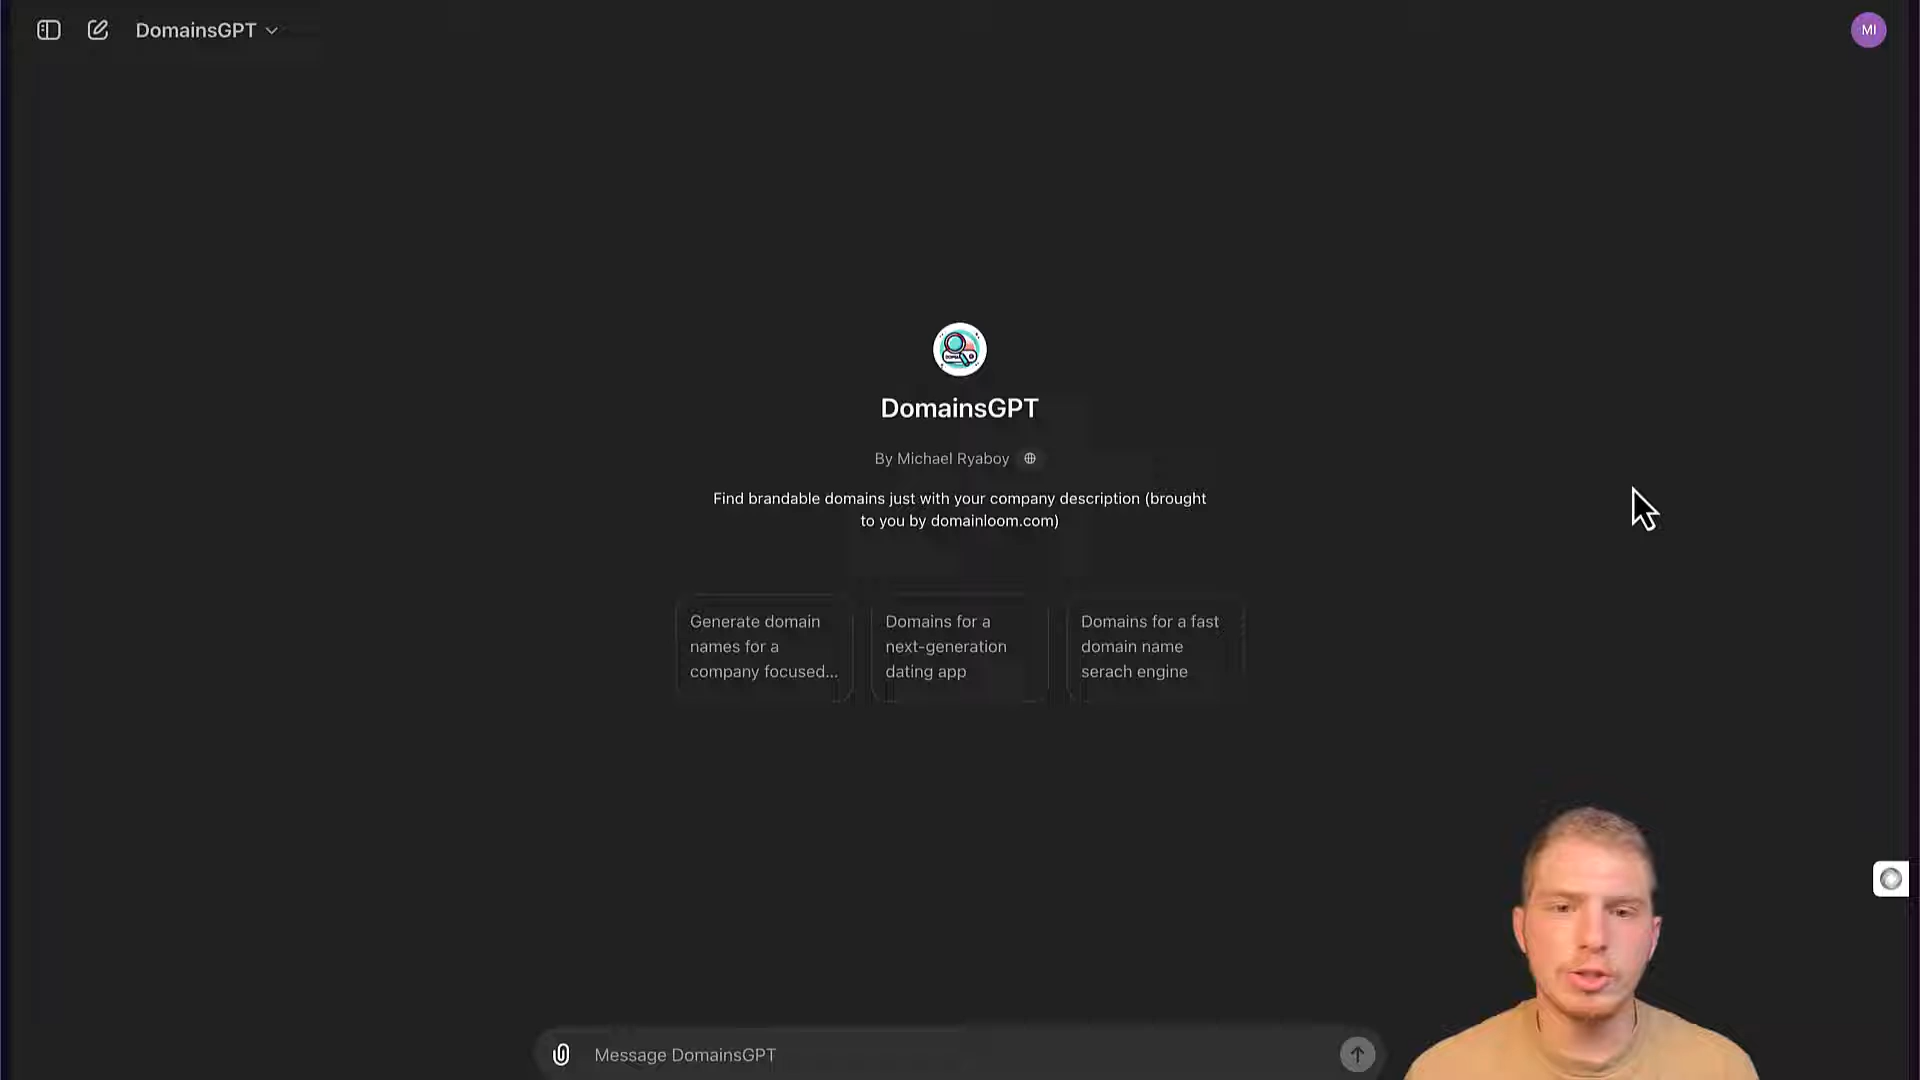 DomainsGPT
MI
DomainsGPT
By Michael Ryaboy
Find brandable domains just with your company description (brought
to you by domainloom.com)
Generate domain
names for a
company focused...
Domains for a
next-generation
dating app
Domains for a fast
domain name
serach engine
Message DomainsGPT